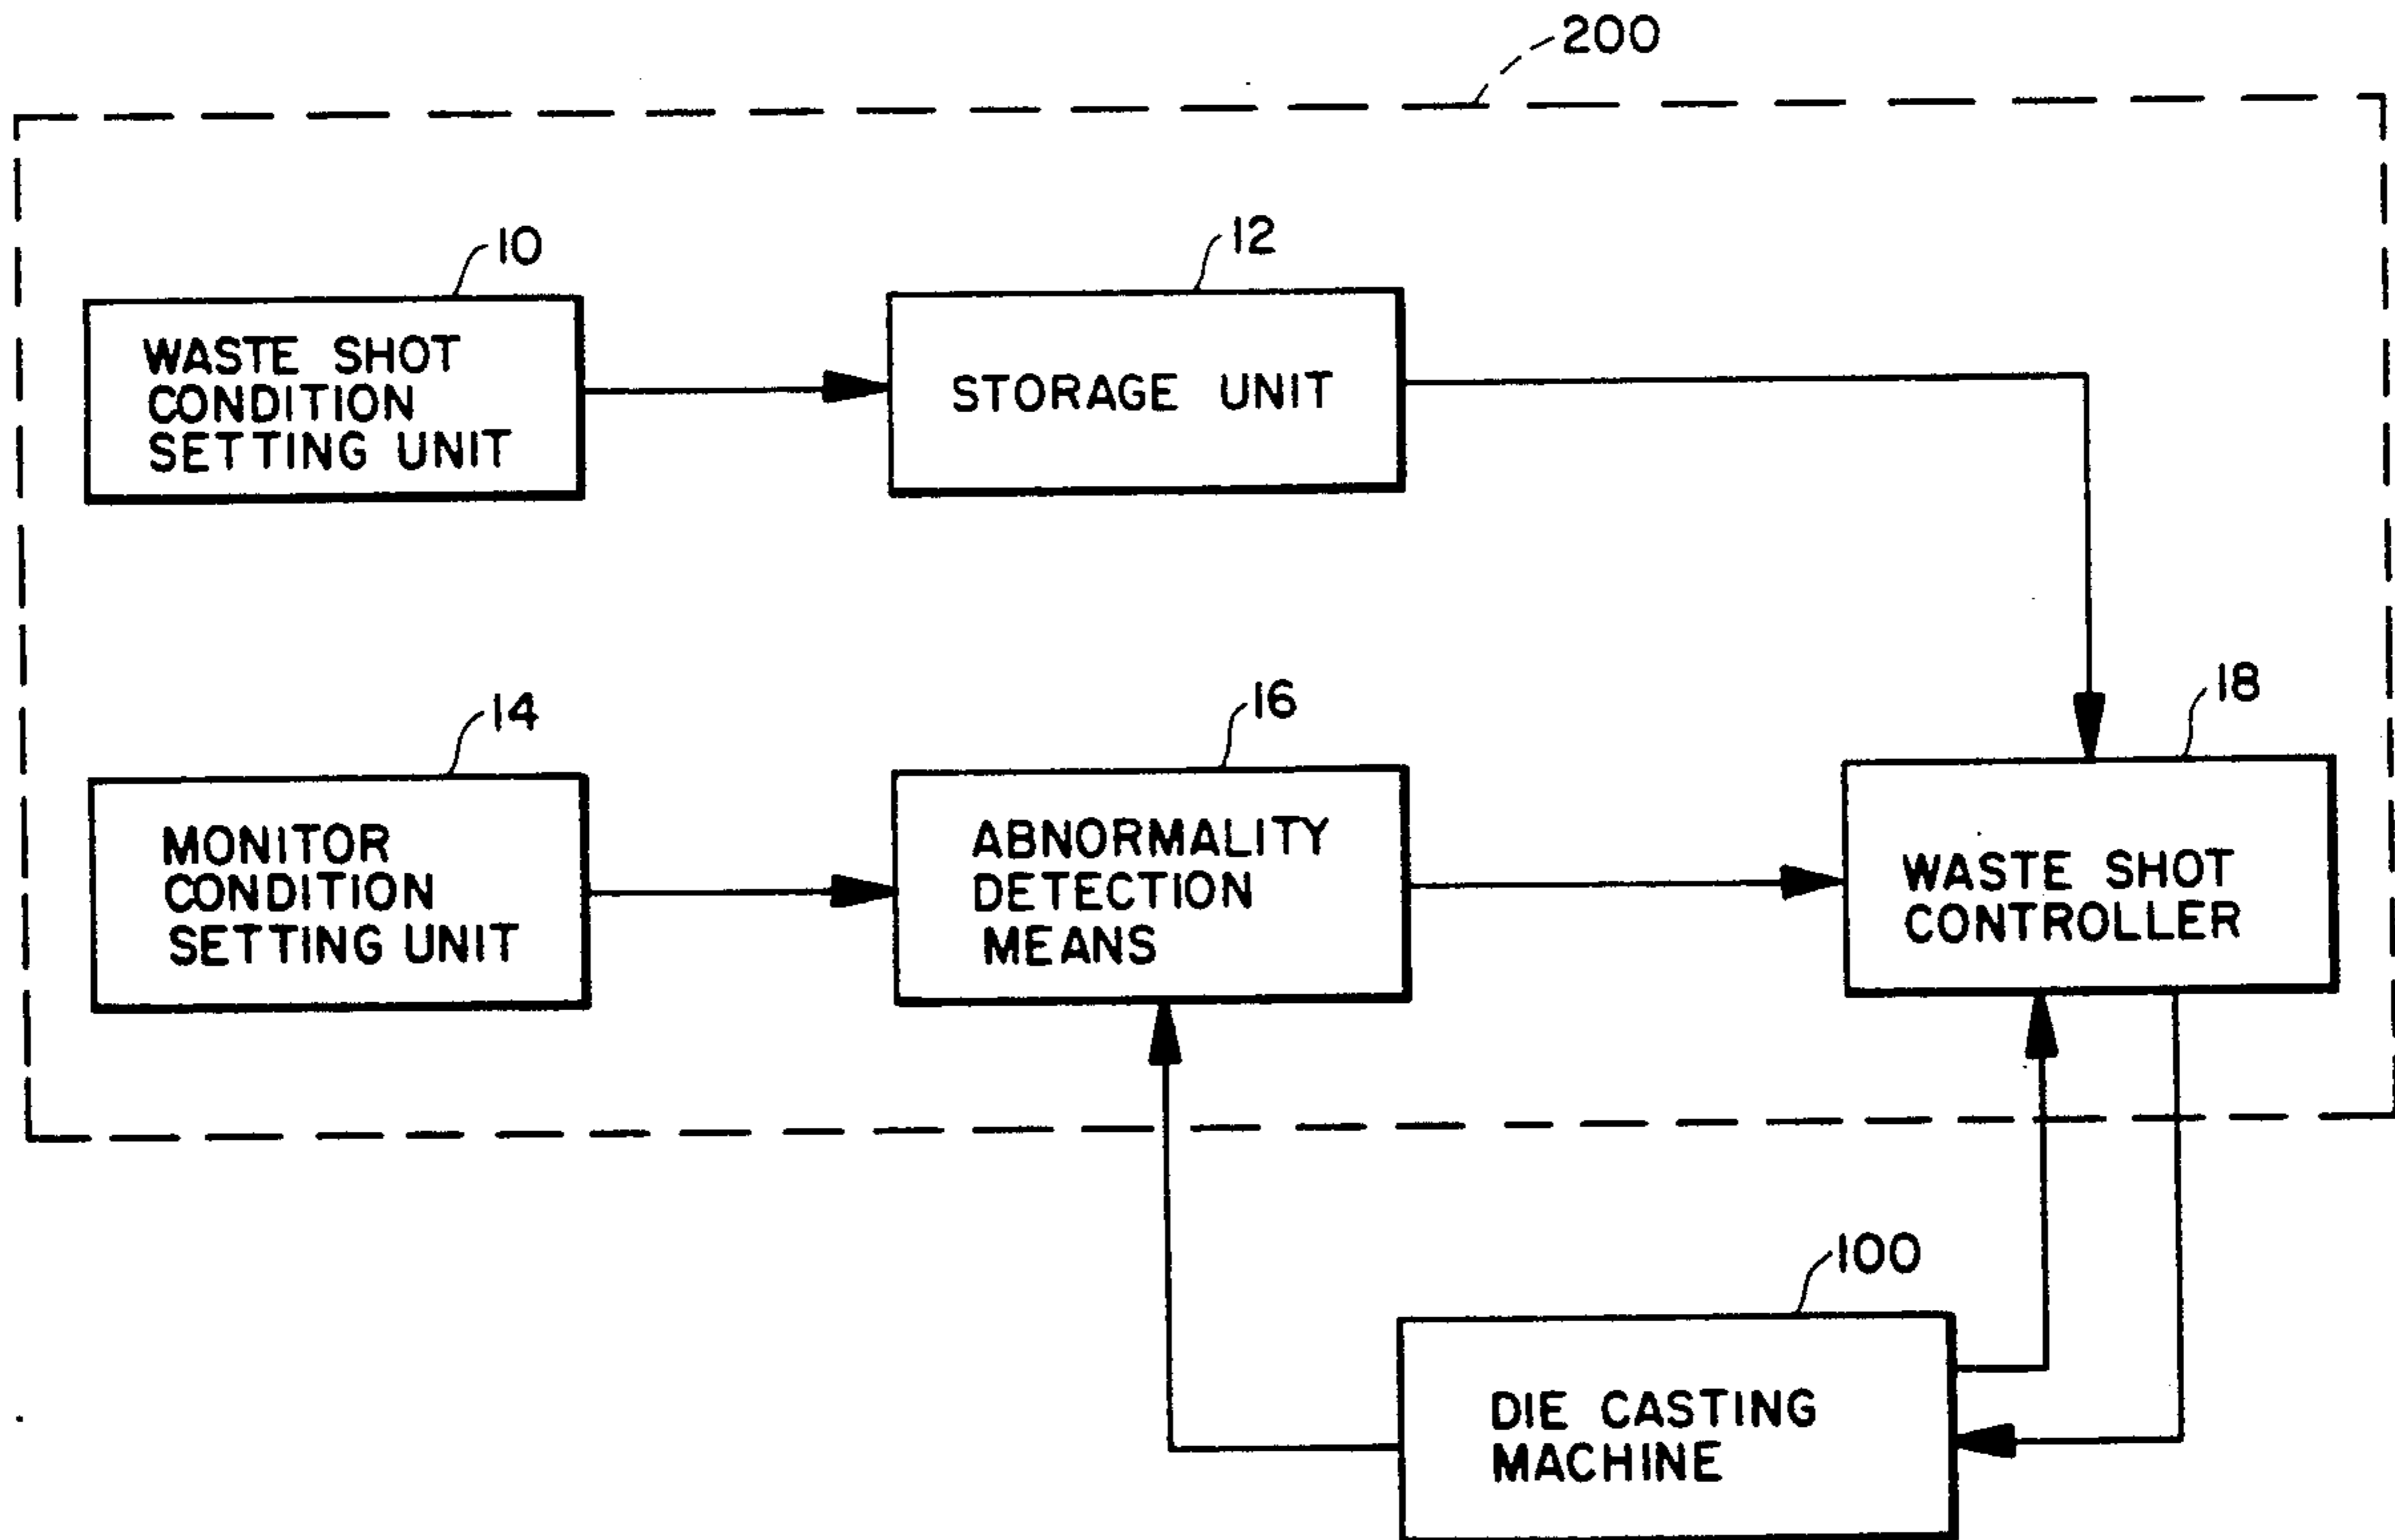 200
10
WASTE SHOT
CONDITION
SETTING UNIT
12
STORAGE UNIT
14
MONITOR
CONDITION
SETTING UNIT
16
ABNORMALITY
DETECTION
MEANS
18
WASTE SHOT
CONTROLLER
100
DIE CASTING
MACHINE